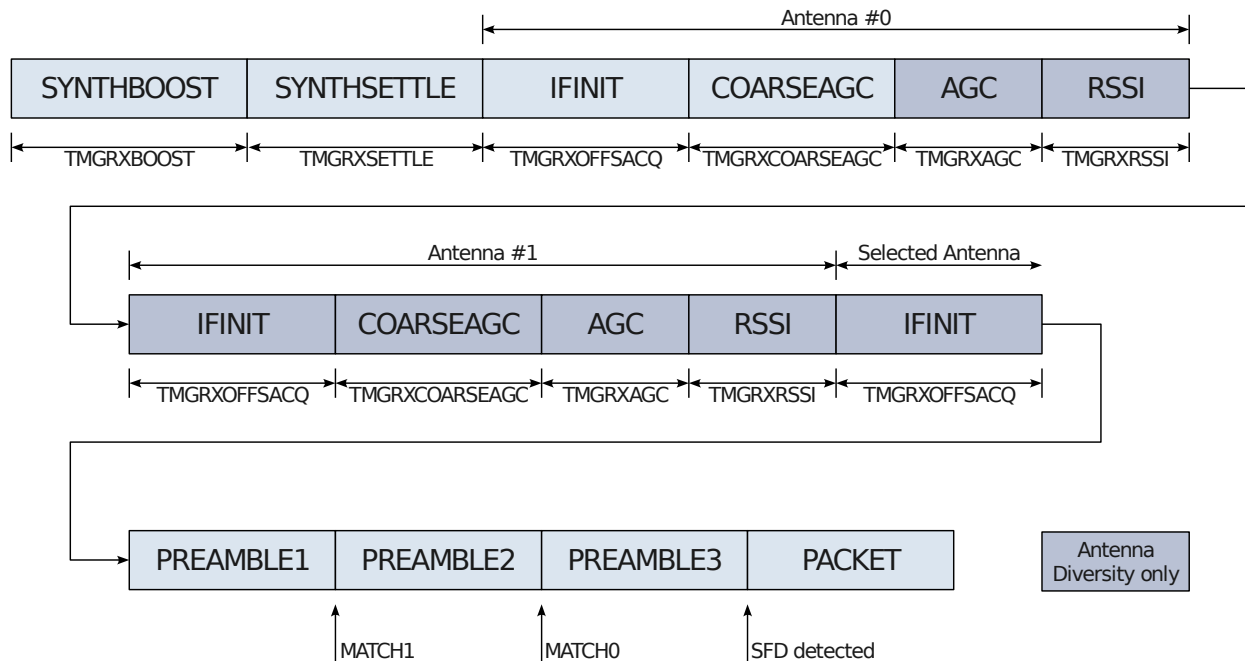 Antenna #0
SYNTHBOOST SYNTHSETTLE IFINIT COARSEAGC AGC RSSI
TMGRXBOOST TMGRXSETTLE TMGRXOFFSACQ TMGRXCOARSEAGC TMGRXAGC TMGRXRSSI
Antenna #1 Selected Antenna
IFINIT COARSEAGC AGC RSSI IFINIT
TMGRXOFFSACQ TMGRXCOARSEAGC TMGRXAGC TMGRXRSSI TMGRXOFFSACQ
PREAMBLE1 PREAMBLE2 PREAMBLE3 PACKET
Antenna
Diversity only
MATCH1 MATCH0 SFD detected